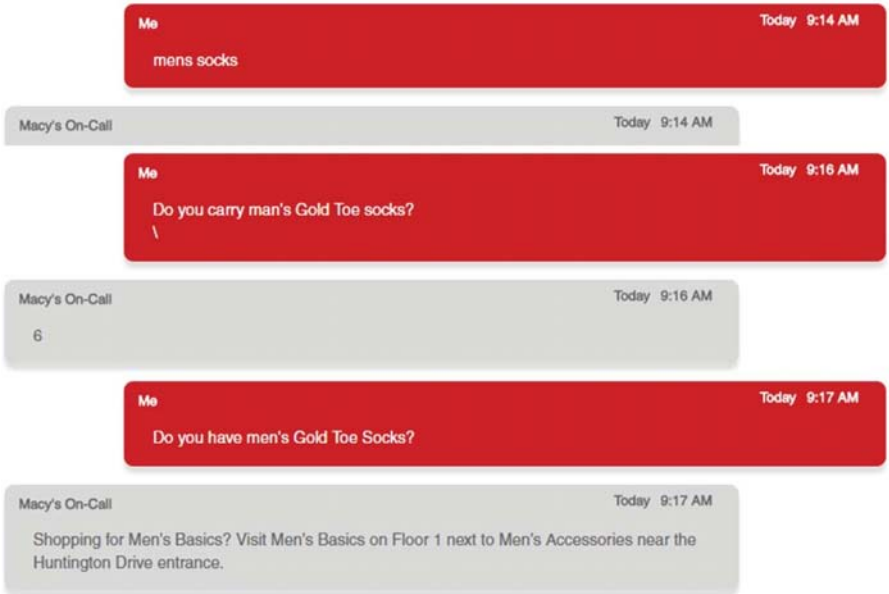 Me Today 9:14 AM
mens socks
Macy's On-Call Today 9:14 AM
Me Today 9:16 AM
Do you carry man's Gold Toe socks?
\
Macy's On-Call Today 9:16 AM
6
Me Today 9:17 AM
Do you have men's Gold Toe Socks?
Macy's On-Call Today 9:17 AM
Shopping for Men's Basics? Visit Men's Basics on Floor 1 next to Men's Accessories near the
Huntington Drive entrance.